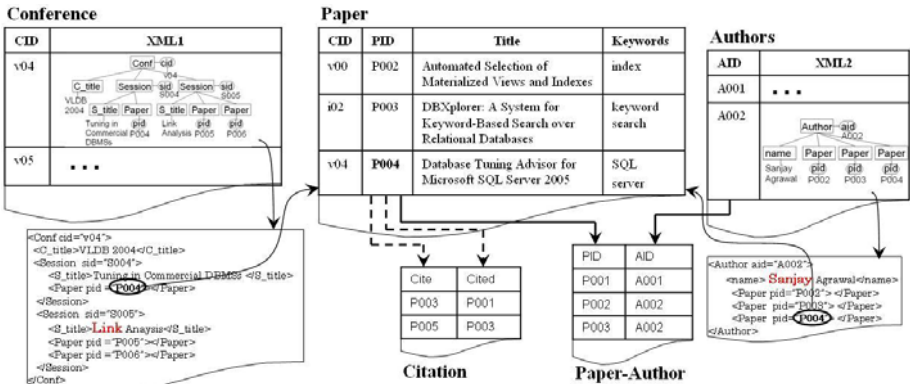 Conference
CID XML1
v04
Conf cid
v04
C_title Session sid Session sid
S004 S005
VLDB
2004
S_title Paper S_title Paper Paper
Tuning in
Commercial
DBMSs
pid
P004
Link
Analysis
pid
P005
pid
P006
v05 ...
Paper
CID PID Title Keywords
v00 P002 Automated Selection of
Materialized Views and Indexes
index
i02 P003 DBXplorer: A System for
Keyword-Based Search over
Relational Databases
keyword
search
v04 P004 Database Tuning Advisor for
Microsoft SQL Server 2005
SQL
server
Authors
AID XML2
A001 ...
A002
Author aid
A002
name Paper Paper Paper
Sanjay
Agrawal
pid
P002
pid
P003
pid
P004
<Conf cid="v04">
<C_title>VLDB 2004</C_title>
<Session sid="S004">
<S_title>Tuning in Commercial DBMSs </S_title>
<Paper pid ="P004"></Paper>
</Session>
<Session sid="S005">
<S_title>Link Anaysis</S_title>
<Paper pid ="P005"></Paper>
<Paper pid ="P006"></Paper>
</Session>
</Conf>
Cite Cited
P003 P001
P005 P003
Citation
PID AID
P001 A001
P002 A002
P003 A002
Paper-Author
<Author aid="A002">
<name> Sanjay Agrawal</name>
<Paper pid="P002"> </Paper>
<Paper pid="P003"> </Paper>
<Paper pid="P004"> </Paper>
</Author>